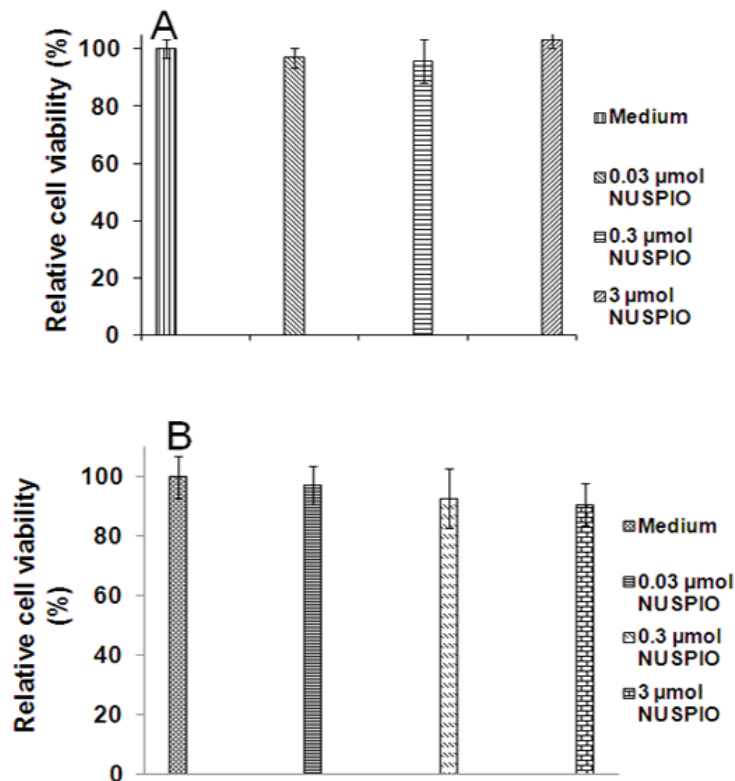 A
Relative cell viability (%)
100
80
60
40
20
0
Medium
0.03 µmol
NUSPIO
0.3 µmol
NUSPIO
3 µmol
NUSPIO
B
Relative cell viability
(%)
100
80
60
40
20
0
Medium
0.03 µmol
NUSPIO
0.3 µmol
NUSPIO
3 µmol
NUSPIO